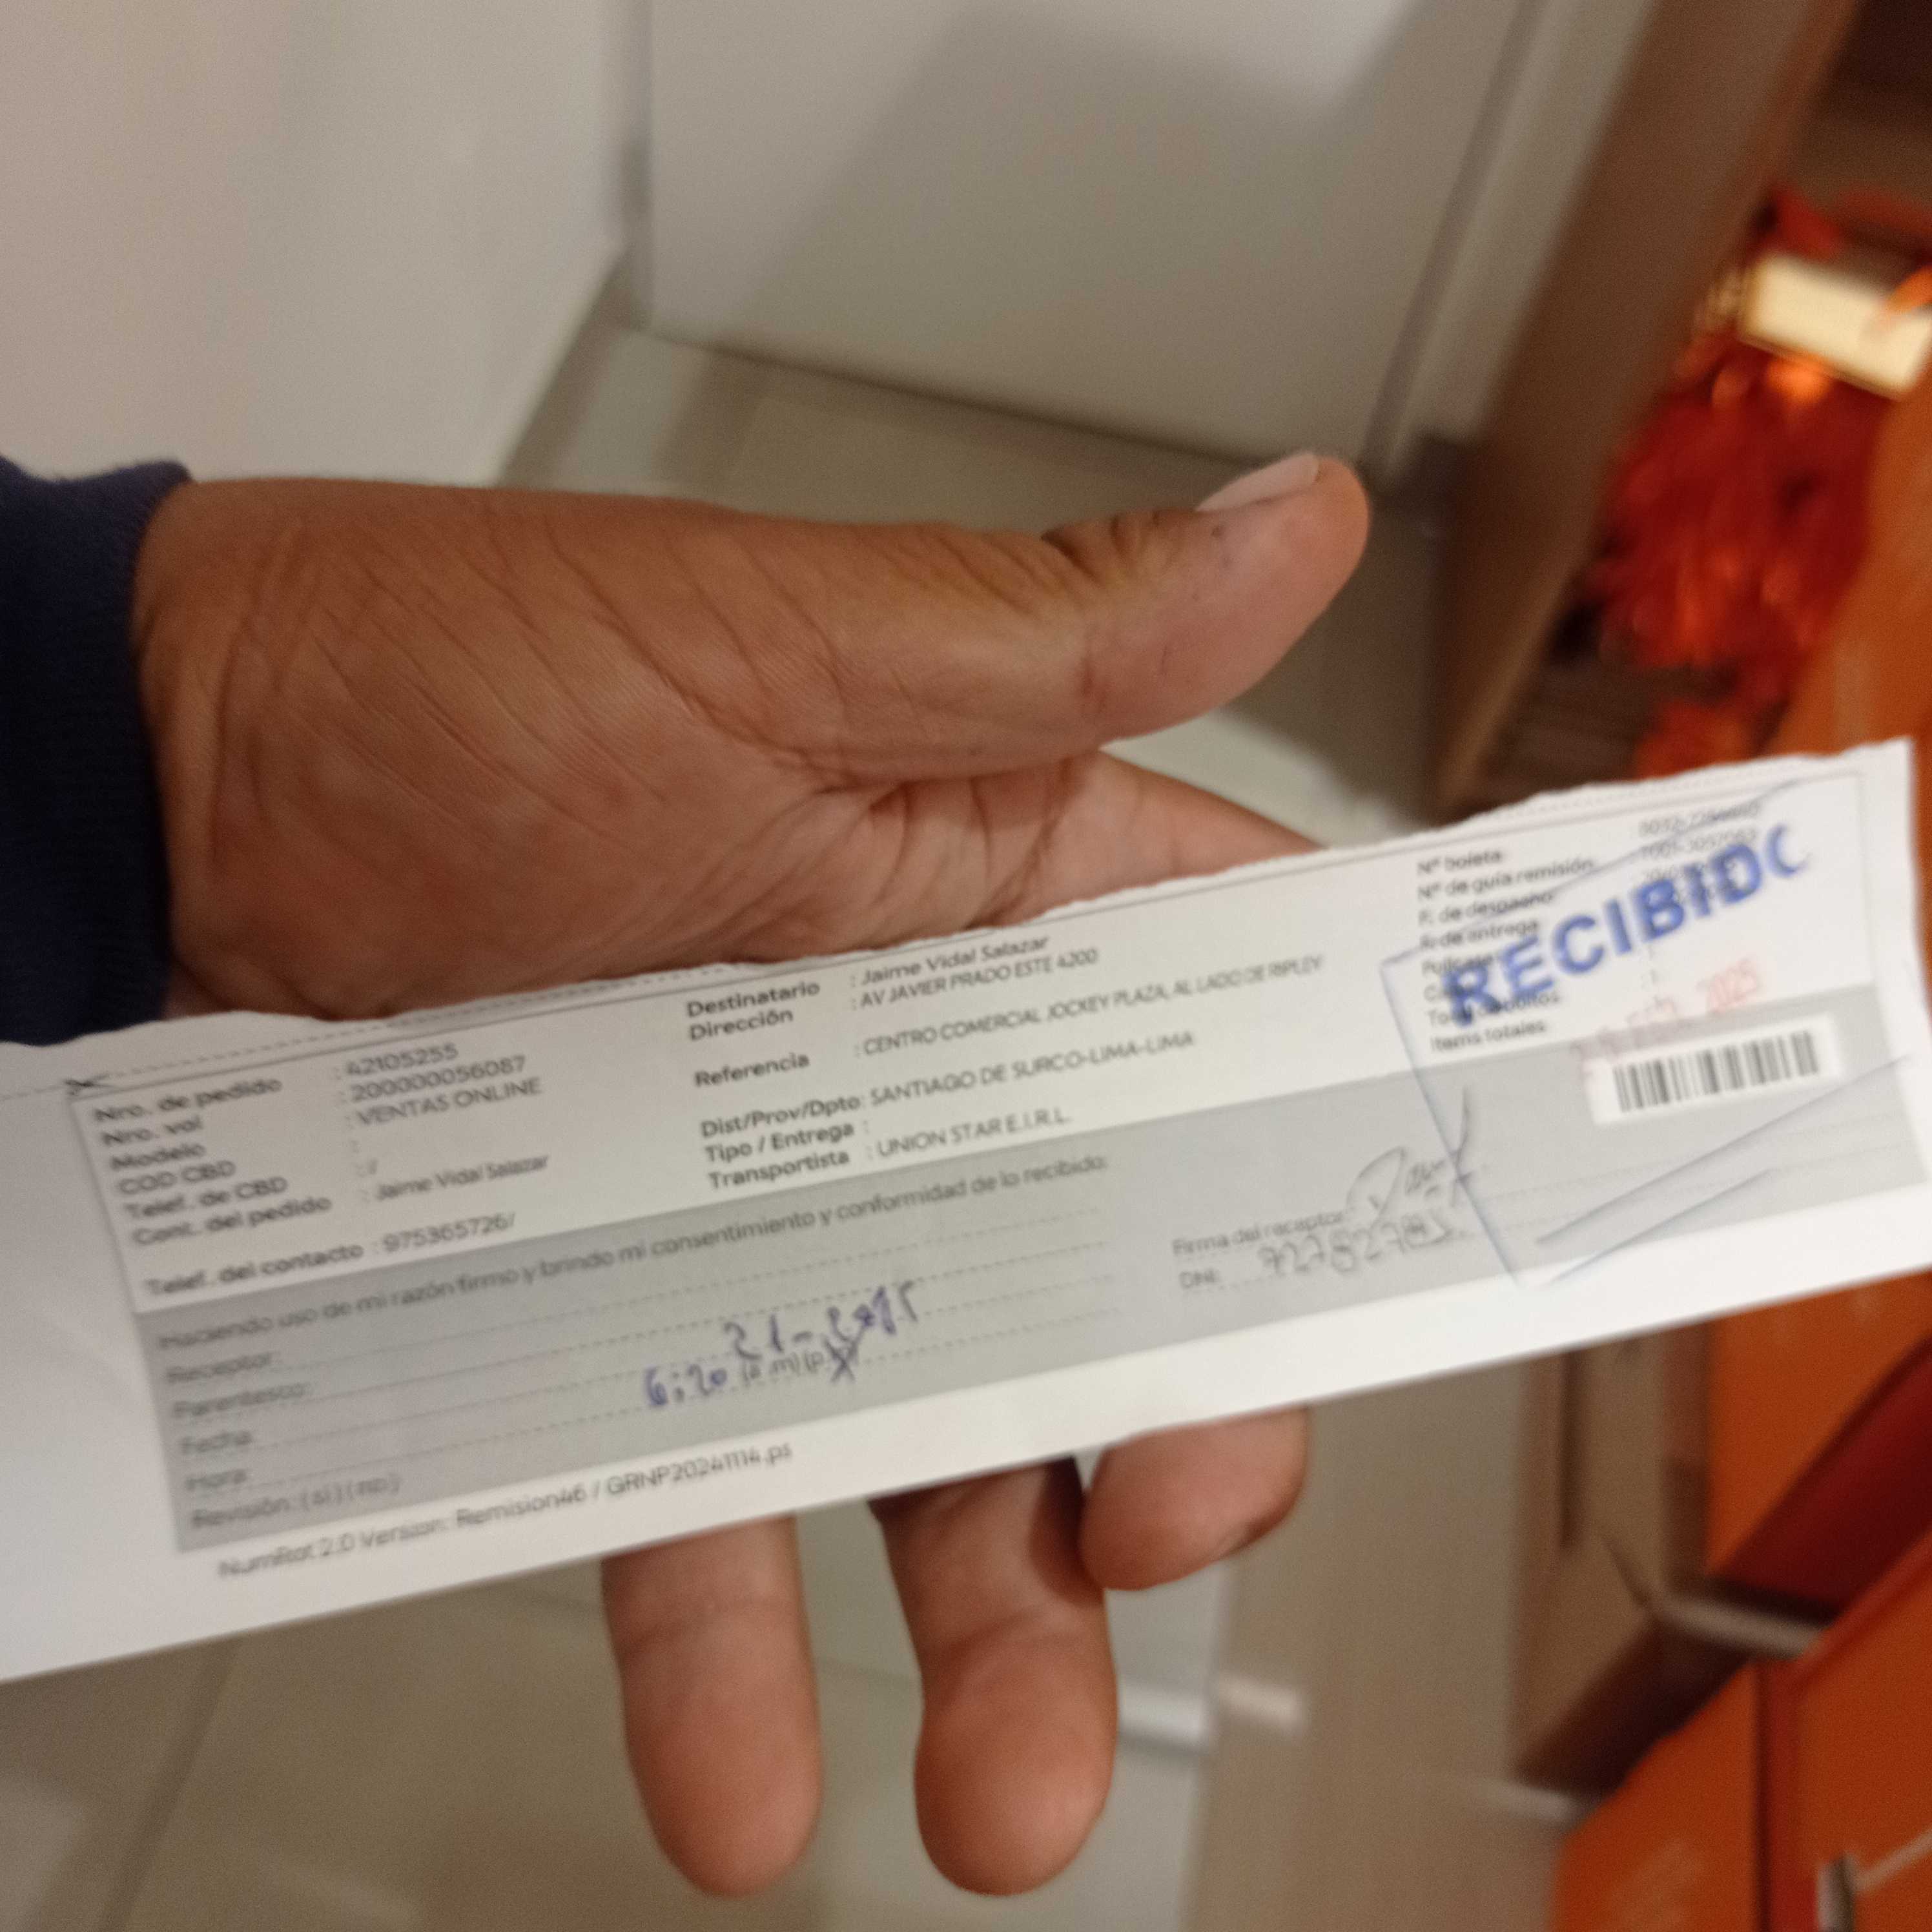 Nro. de pedido : 42105255
Nro. vol : 200000056087
Modelo : VENTAS ONLINE
COD CBD :
Telef. de CBD : /
Cont. del pedido : Jaime Vidal Salazar
Telef. del contacto : 975365726/
Destinatario : Jaime Vidal Salazar
Dirección : AV JAVIER PRADO ESTE 4200
Referencia : CENTRO COMERCIAL JOCKEY PLAZA, AL LADO DE RIPLEY
Dist/Prov/Dpto: SANTIAGO DE SURCO-LIMA-LIMA
Tipo / Entrega :
Transportista : UNION STAR E.I.R.L.
Nº boleta
Nº de guía remisión
F. de despacho
F. de entrega
Items totales
RECIBIDO
2025
Haciendo uso de mi razón firmo y brindo mi consentimiento y conformidad de lo recibido:
Receptor:
Parentesco:
Fecha:
Hora: 6:20 (a.m)
Revisión: (si) (no)
Firma del receptor
DNI:
NumRot 2.0 Version: Remision46 / GRNP20241114.ps